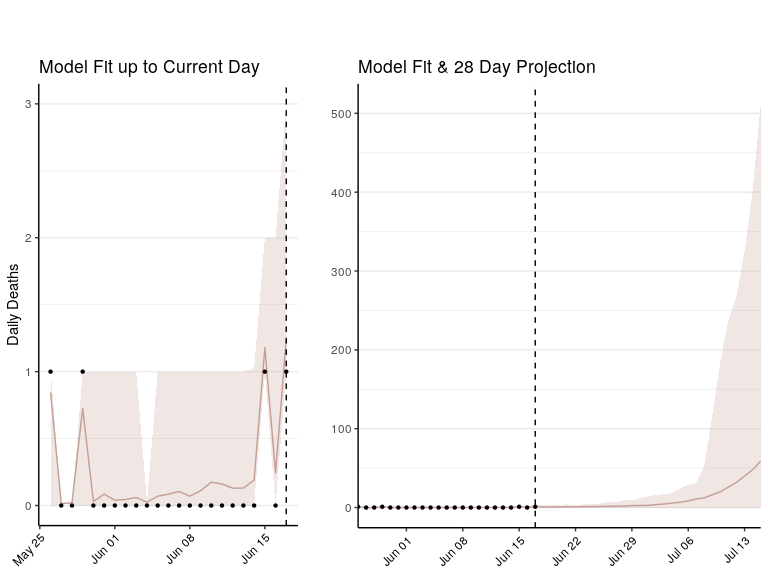 Model Fit up to Current Day
Daily Deaths
3
2
1
0
May 25
Jun 01
Jun 08
Jun 15
Model Fit & 28 Day Projection
500
400
300
200
100
0
Jun 01
Jun 08
Jun 15
Jun 22
Jun 29
Jul 06
Jul 13